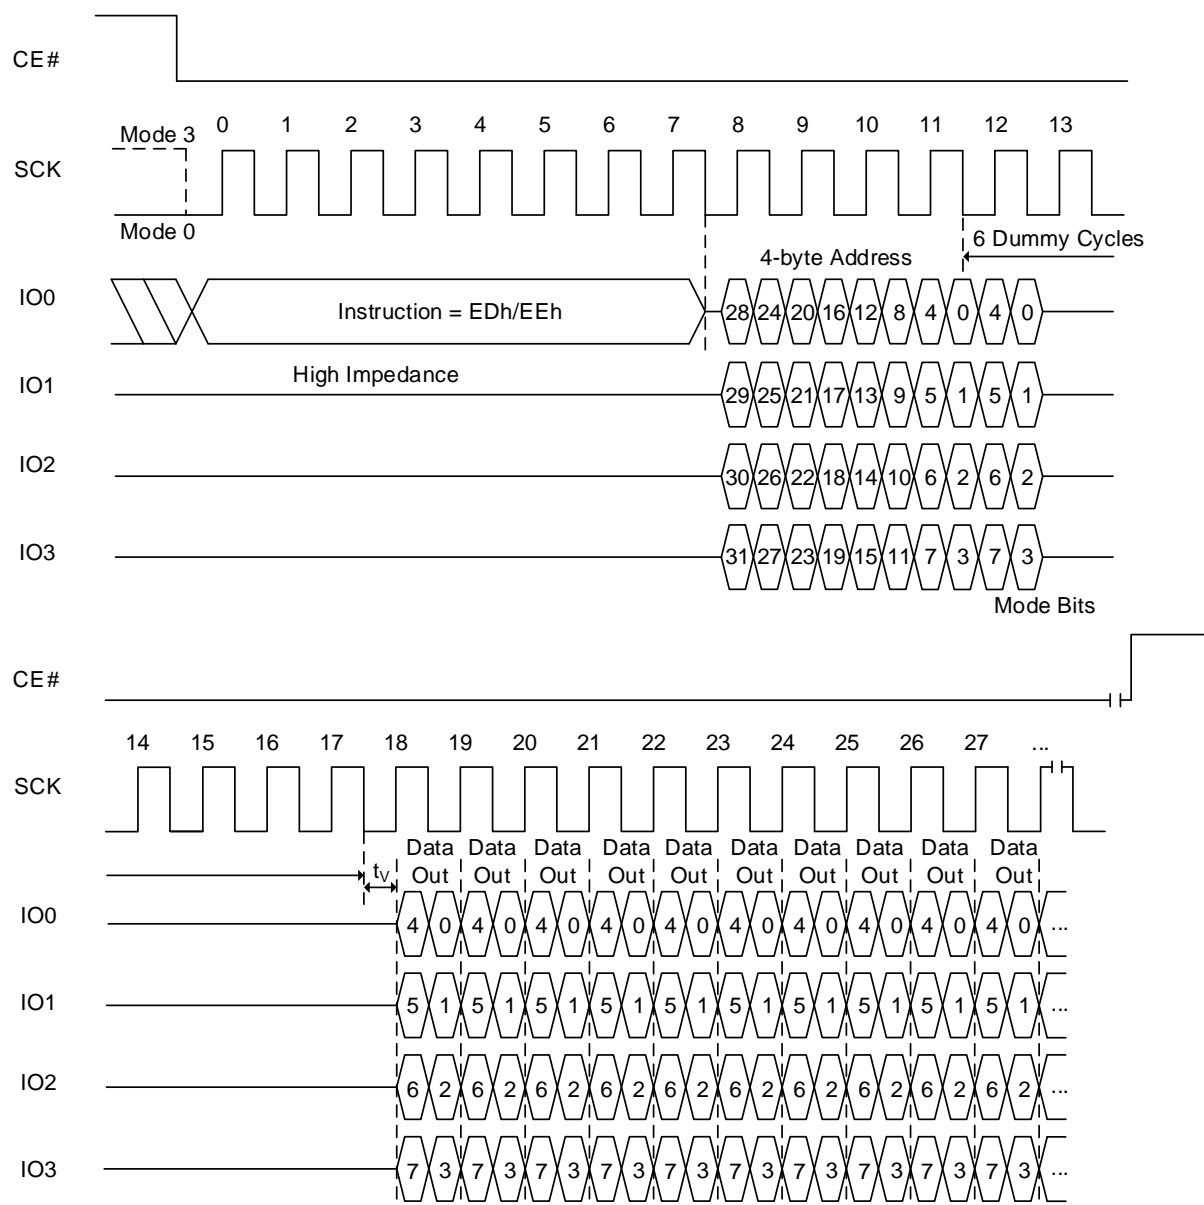 CE#
Mode 3 0 1 2 3 4 5 6 7 8 9 10 11 12 13
SCK
Mode 0
6 Dummy Cycles
4-byte Address
IO0 Instruction = EDh/EEh 28 24 20 16 12 8 4 0 4 0
High Impedance
IO1 29 25 21 17 13 9 5 1 5 1
IO2 30 26 22 18 14 10 6 2 6 2
IO3 31 27 23 19 15 11 7 3 7 3
Mode Bits
CE#
14 15 16 17 18 19 20 21 22 23 24 25 26 27 ...
SCK
Data Data Data Data Data Data Data Data Data Data
tV Out Out Out Out Out Out Out Out Out Out
IO0 4 0 4 0 4 0 4 0 4 0 4 0 4 0 4 0 4 0 4 0 ...
IO1 5 1 5 1 5 1 5 1 5 1 5 1 5 1 5 1 5 1 5 1 ...
IO2 6 2 6 2 6 2 6 2 6 2 6 2 6 2 6 2 6 2 6 2 ...
IO3 7 3 7 3 7 3 7 3 7 3 7 3 7 3 7 3 7 3 7 3 ...